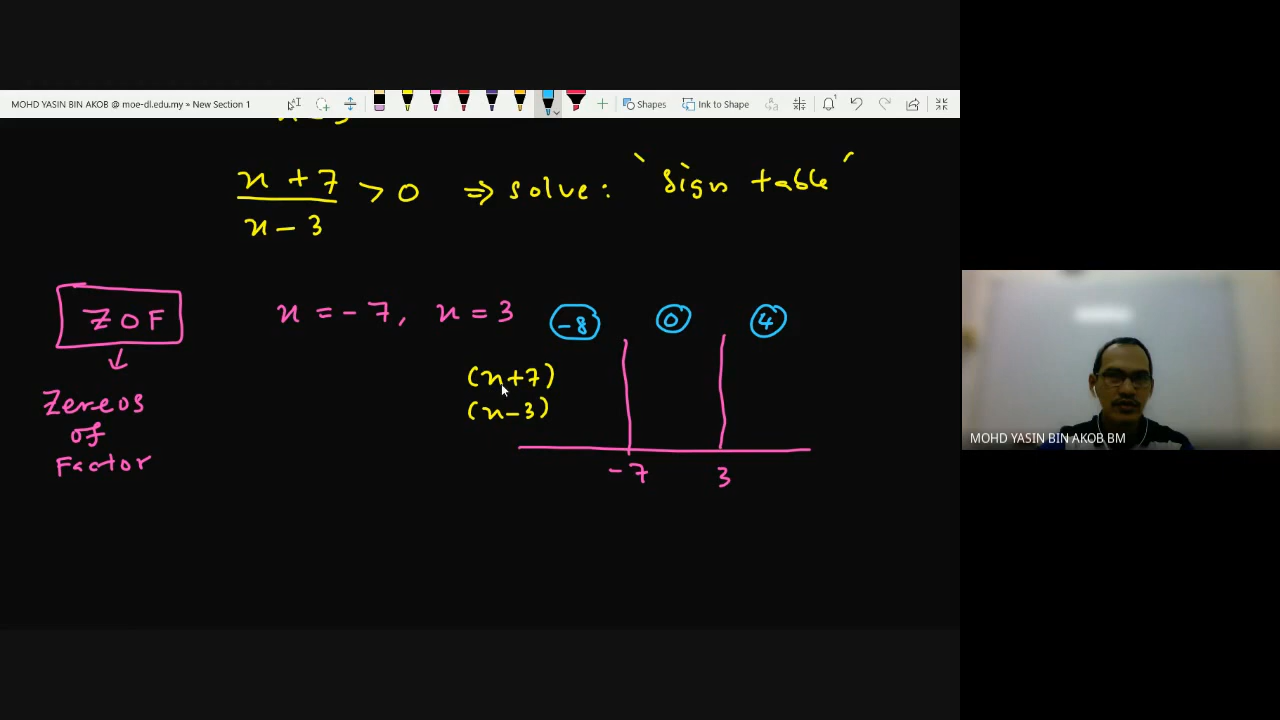 MOHD YASIN BIN AKOB @ moe-dl.edu.my » New Section 1
Shapes
Ink to Shape
x + 7
x - 3
> 0 ⇒ solve: "sign table"
ZOF
x = -7, x = 3
-8 0 4
Zereos
of
Factor
(x+7)
(x-3)
-7 3
MOHD YASIN BIN AKOB BM